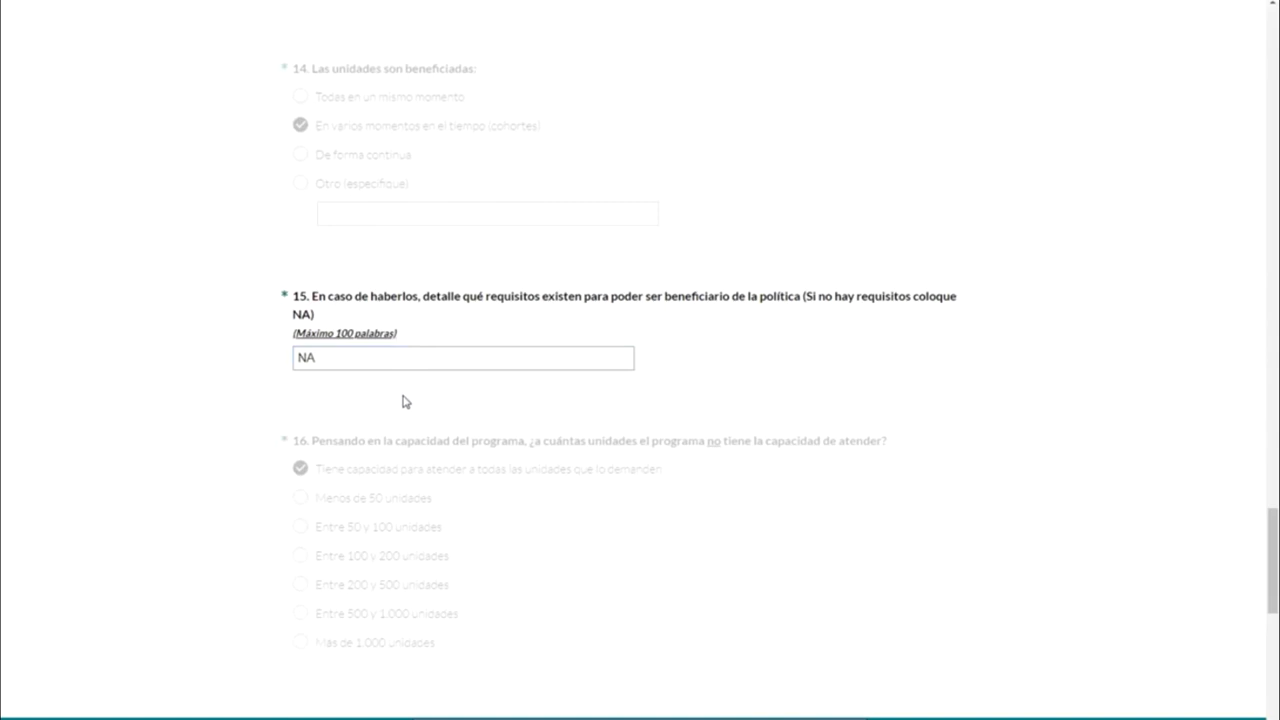 * 14. Las unidades son beneficiadas:
Todas en un mismo momento
En varios momentos en el tiempo (cohortes)
De forma continua
Otro (especifique)
* 15. En caso de haberlos, detalle qué requisitos existen para poder ser beneficiario de la política (Si no hay requisitos coloque
NA)
(Máximo 100 palabras)
NA
* 16. Pensando en la capacidad del programa, ¿a cuántas unidades el programa no tiene la capacidad de atender?
Tiene capacidad para atender a todas las unidades que lo demanden
Menos de 50 unidades
Entre 50 y 100 unidades
Entre 100 y 200 unidades
Entre 200 y 500 unidades
Entre 500 y 1.000 unidades
Más de 1.000 unidades